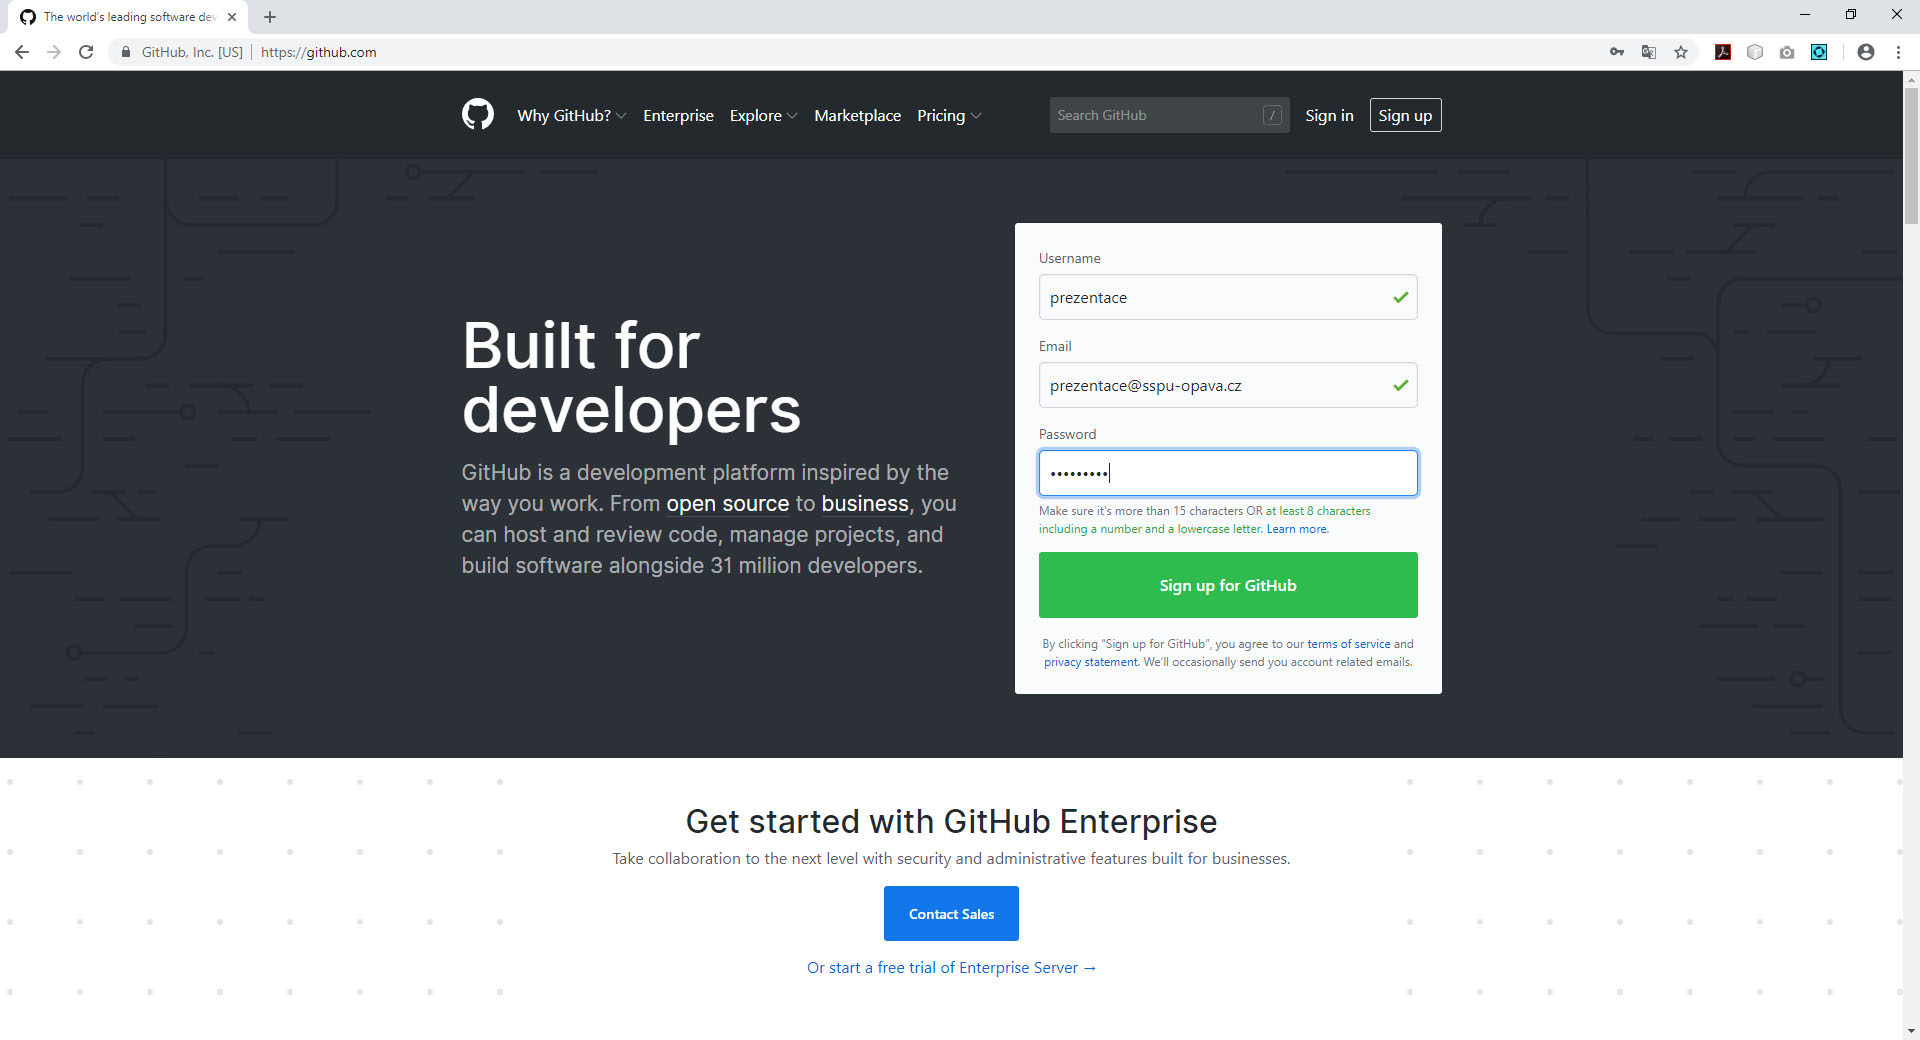 The world's leading software dev
GitHub, Inc. [US] https://github.com
Why GitHub? Enterprise Explore Marketplace Pricing Search GitHub / Sign in Sign up
Built for
developers
GitHub is a development platform inspired by the
way you work. From open source to business, you
can host and review code, manage projects, and
build software alongside 31 million developers.
Username
prezentace
Email
prezentace@sspu-opava.cz
Password
•••••••••
Make sure it's more than 15 characters OR at least 8 characters
including a number and a lowercase letter. Learn more.
Sign up for GitHub
By clicking “Sign up for GitHub”, you agree to our terms of service and
privacy statement. We’ll occasionally send you account related emails.
Get started with GitHub Enterprise
Take collaboration to the next level with security and administrative features built for businesses.
Contact Sales
Or start a free trial of Enterprise Server →